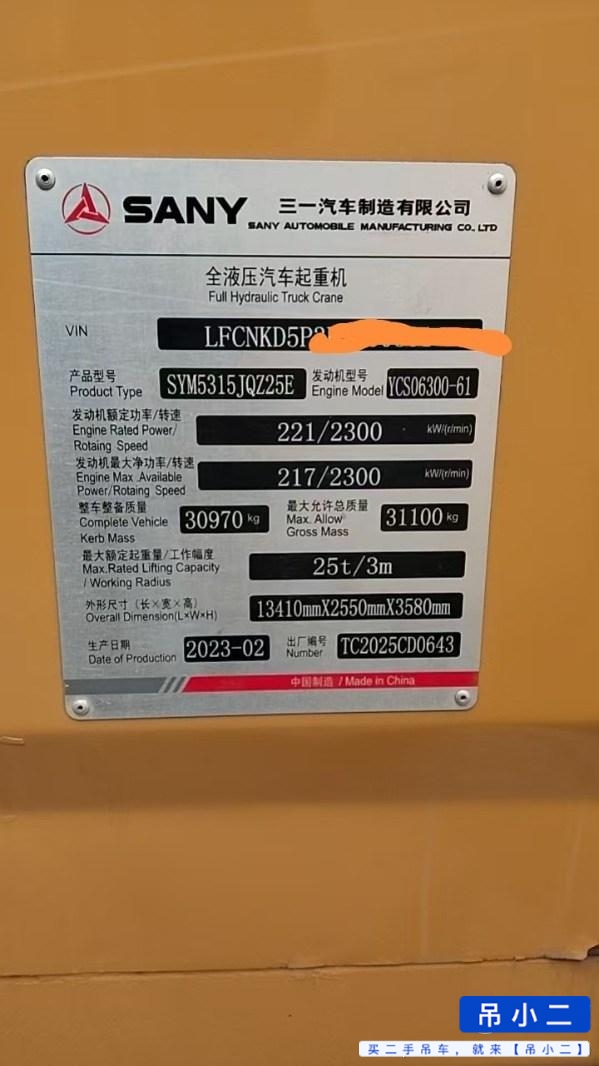 SANY 三一汽车制造有限公司
SANY AUTOMOBILE MANUFACTURING CO., LTD
全液压汽车起重机
Full Hydraulic Truck Crane
VIN LFCNKD5P
产品型号 SYM5315JQZ25E 发动机型号 YCS06300-61
Product Type Engine Model
发动机额定功率/转速
Engine Rated Power/ 221/2300 kW/(r/min)
Rotaing Speed
发动机最大净功率/转速
Engine Max .Available 217/2300 kW/(r/min)
Power/Rotaing Speed
整车整备质量 最大允许总质量
Complete Vehicle 30970 kg Max. Allow 31100 kg
Kerb Mass Gross Mass
最大额定起重量/工作幅度
Max.Rated Lifting Capacity 25t/3m
/ Working Radius
外形尺寸（长×宽×高） 13410mmX2550mmX3580mm
Overall Dimension(L×W×H)
生产日期 2023-02 出厂编号 TC2025CD0643
Date of Production Number
中国制造 / Made in China
吊小二
买二手吊车，就来【吊小二】